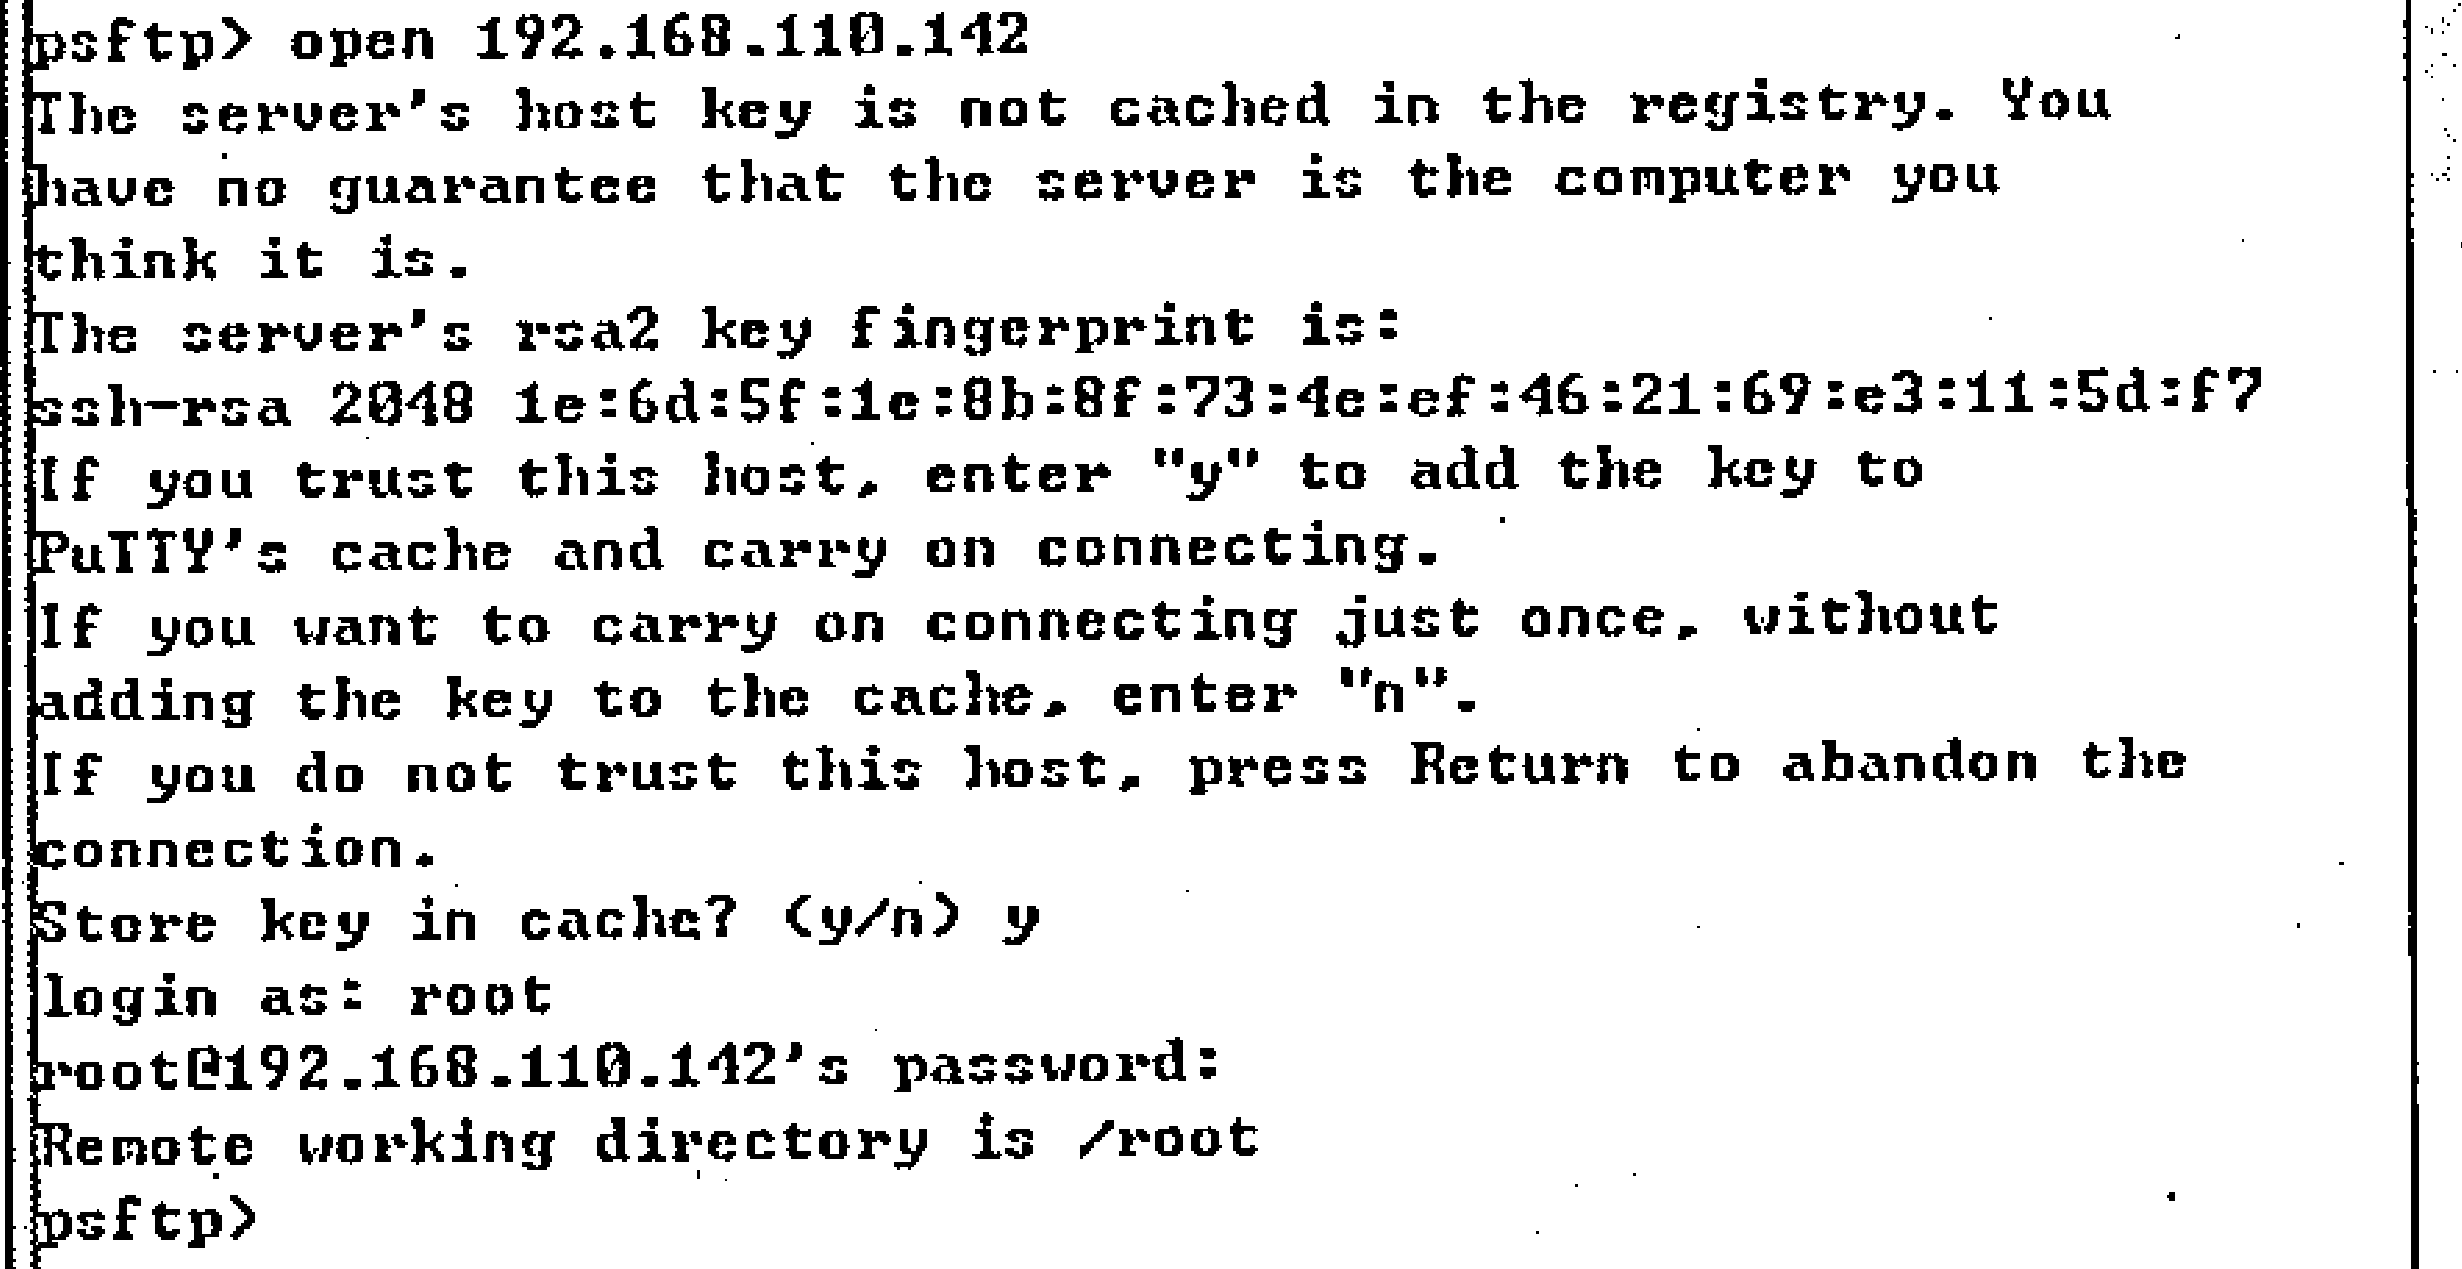 psftp> open 192.168.110.142
The server's host key is not cached in the registry. You
have no guarantee that the server is the computer you
think it is.
The server's rsa2 key fingerprint is:
ssh-rsa 2048 1e:6d:5f:1e:8b:8f:73:4e:ef:46:21:69:e3:11:5d:f7
If you trust this host, enter "y" to add the key to
PuTTY's cache and carry on connecting.
If you want to carry on connecting just once, without
adding the key to the cache, enter "n".
If you do not trust this host, press Return to abandon the
connection.
Store key in cache? (y/n) y
login as: root
root@192.168.110.142's password:
Remote working directory is /root
psftp>